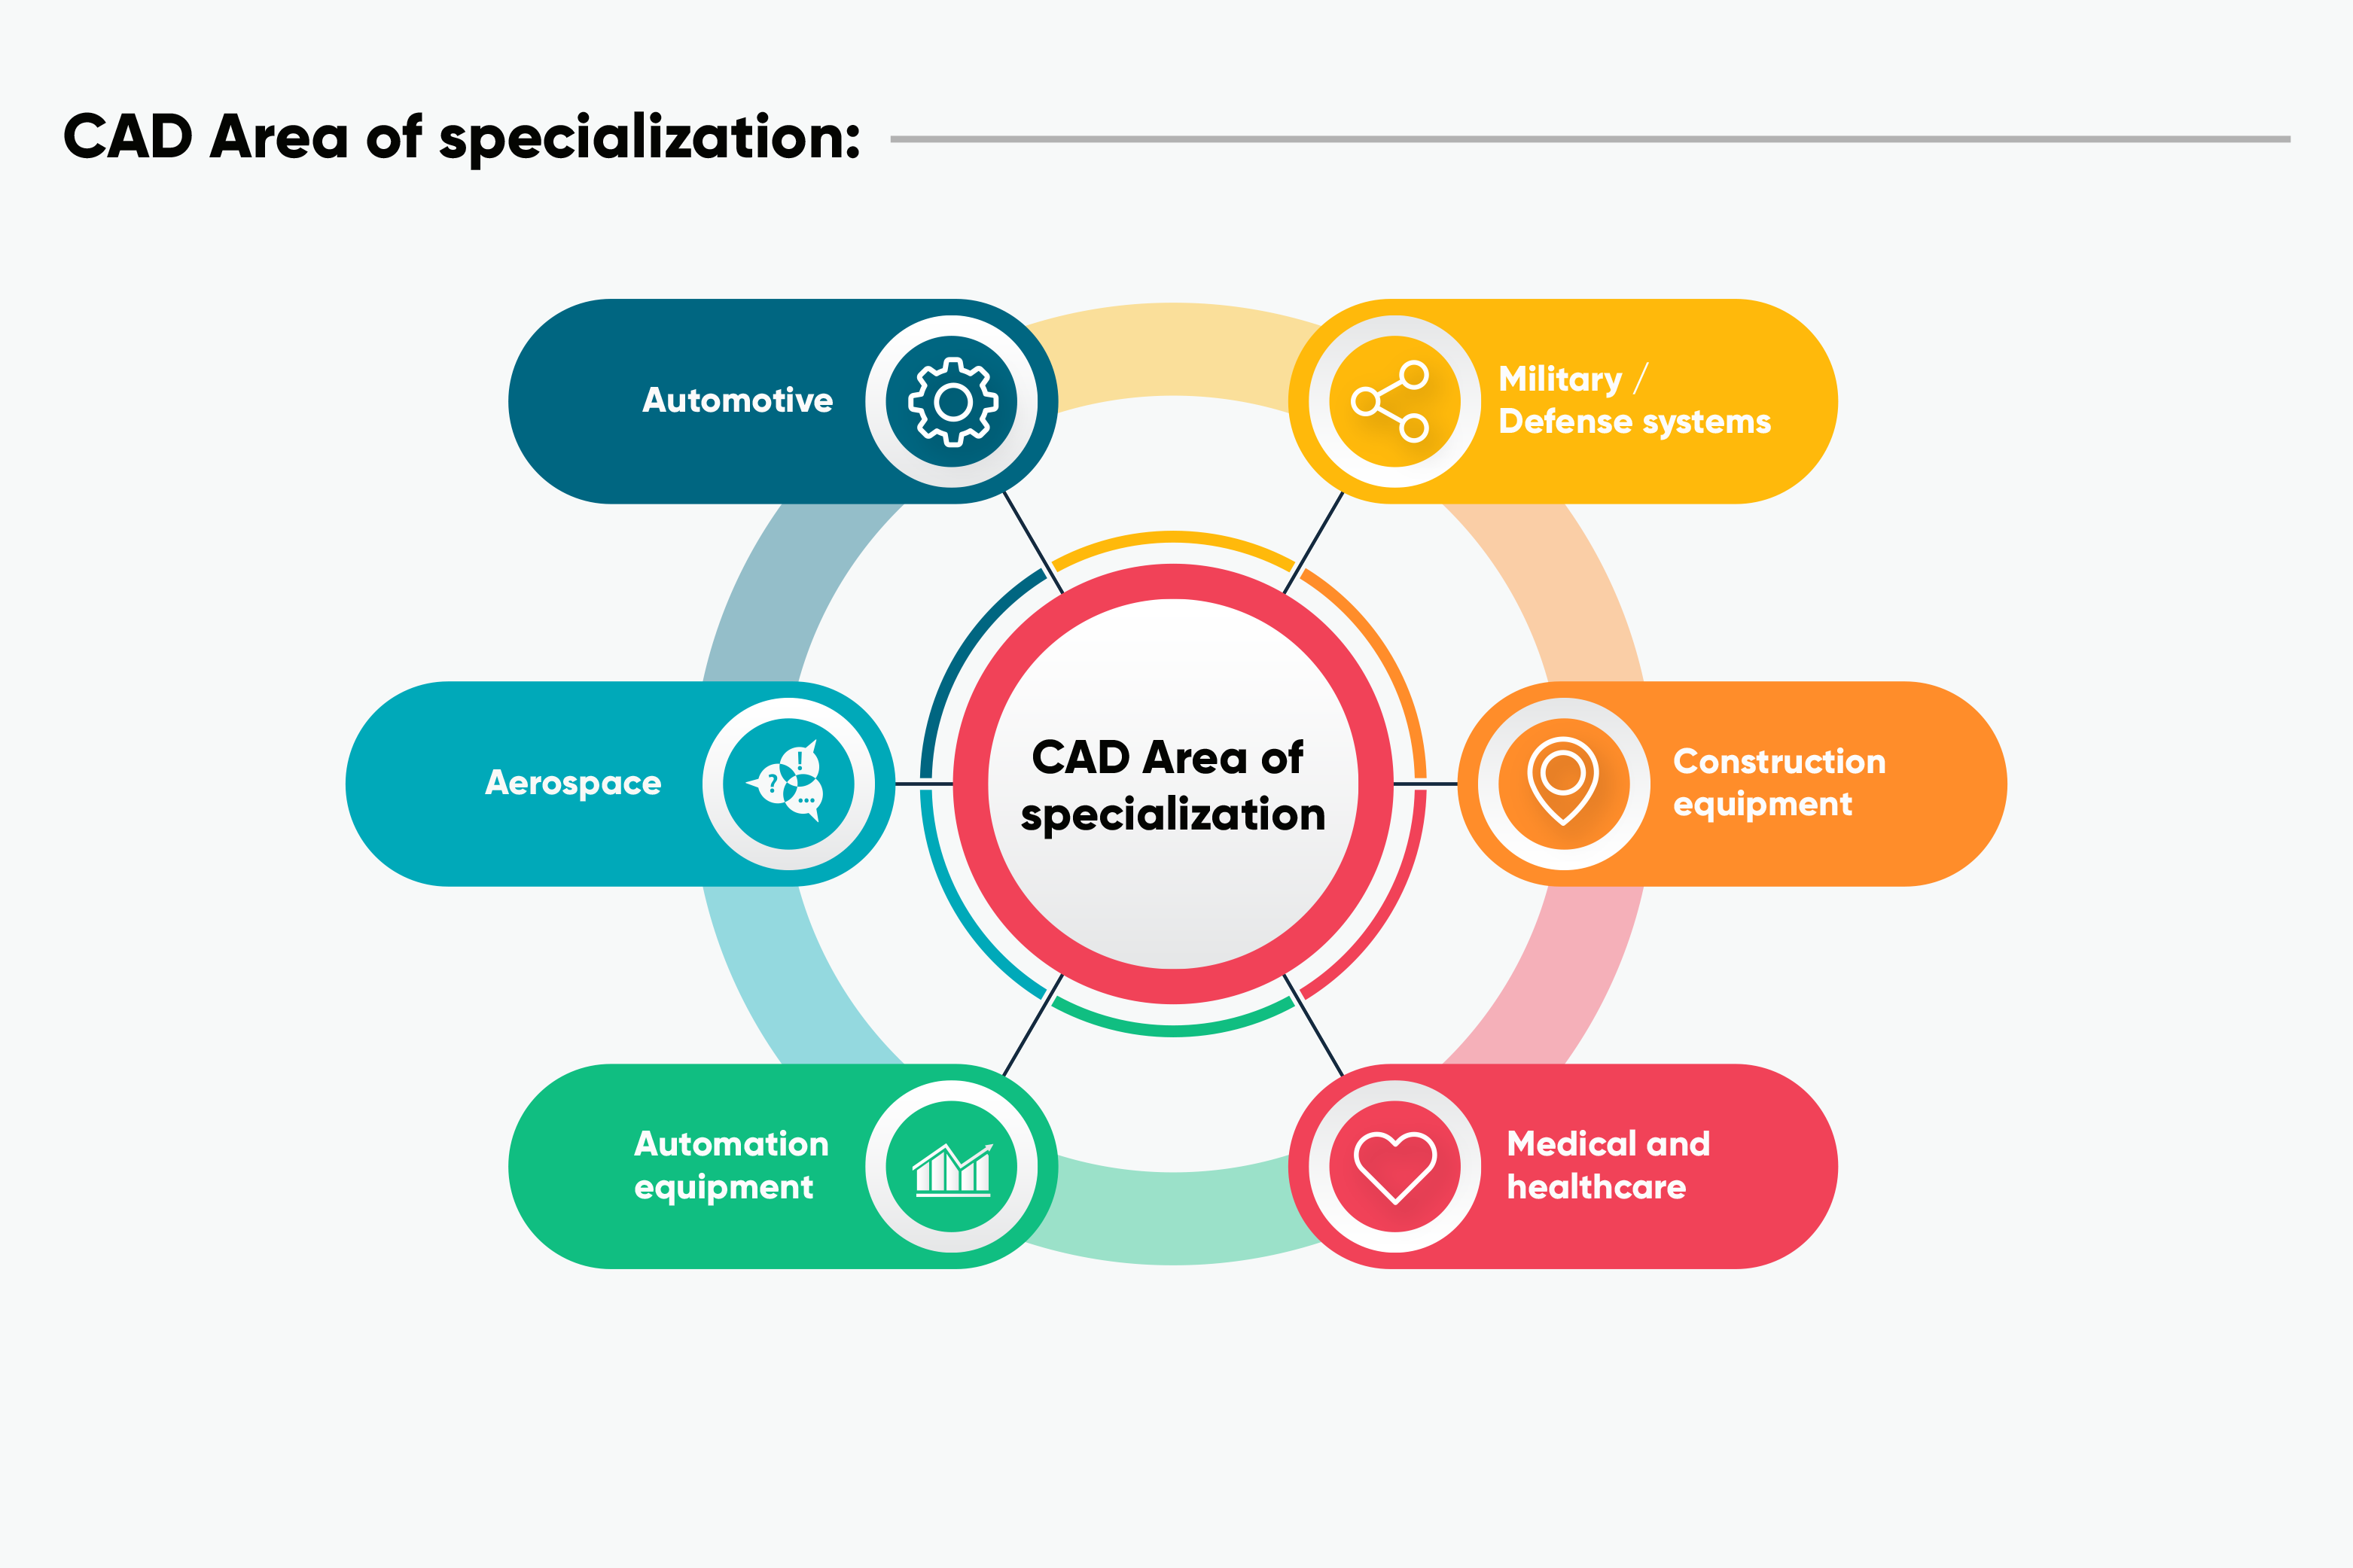 CAD Area of specialization:
Automotive
Military /
Defense systems
Aerospace
?
!
...
CAD Area of
specialization
Construction
equipment
Automation
equipment
Medical and
healthcare